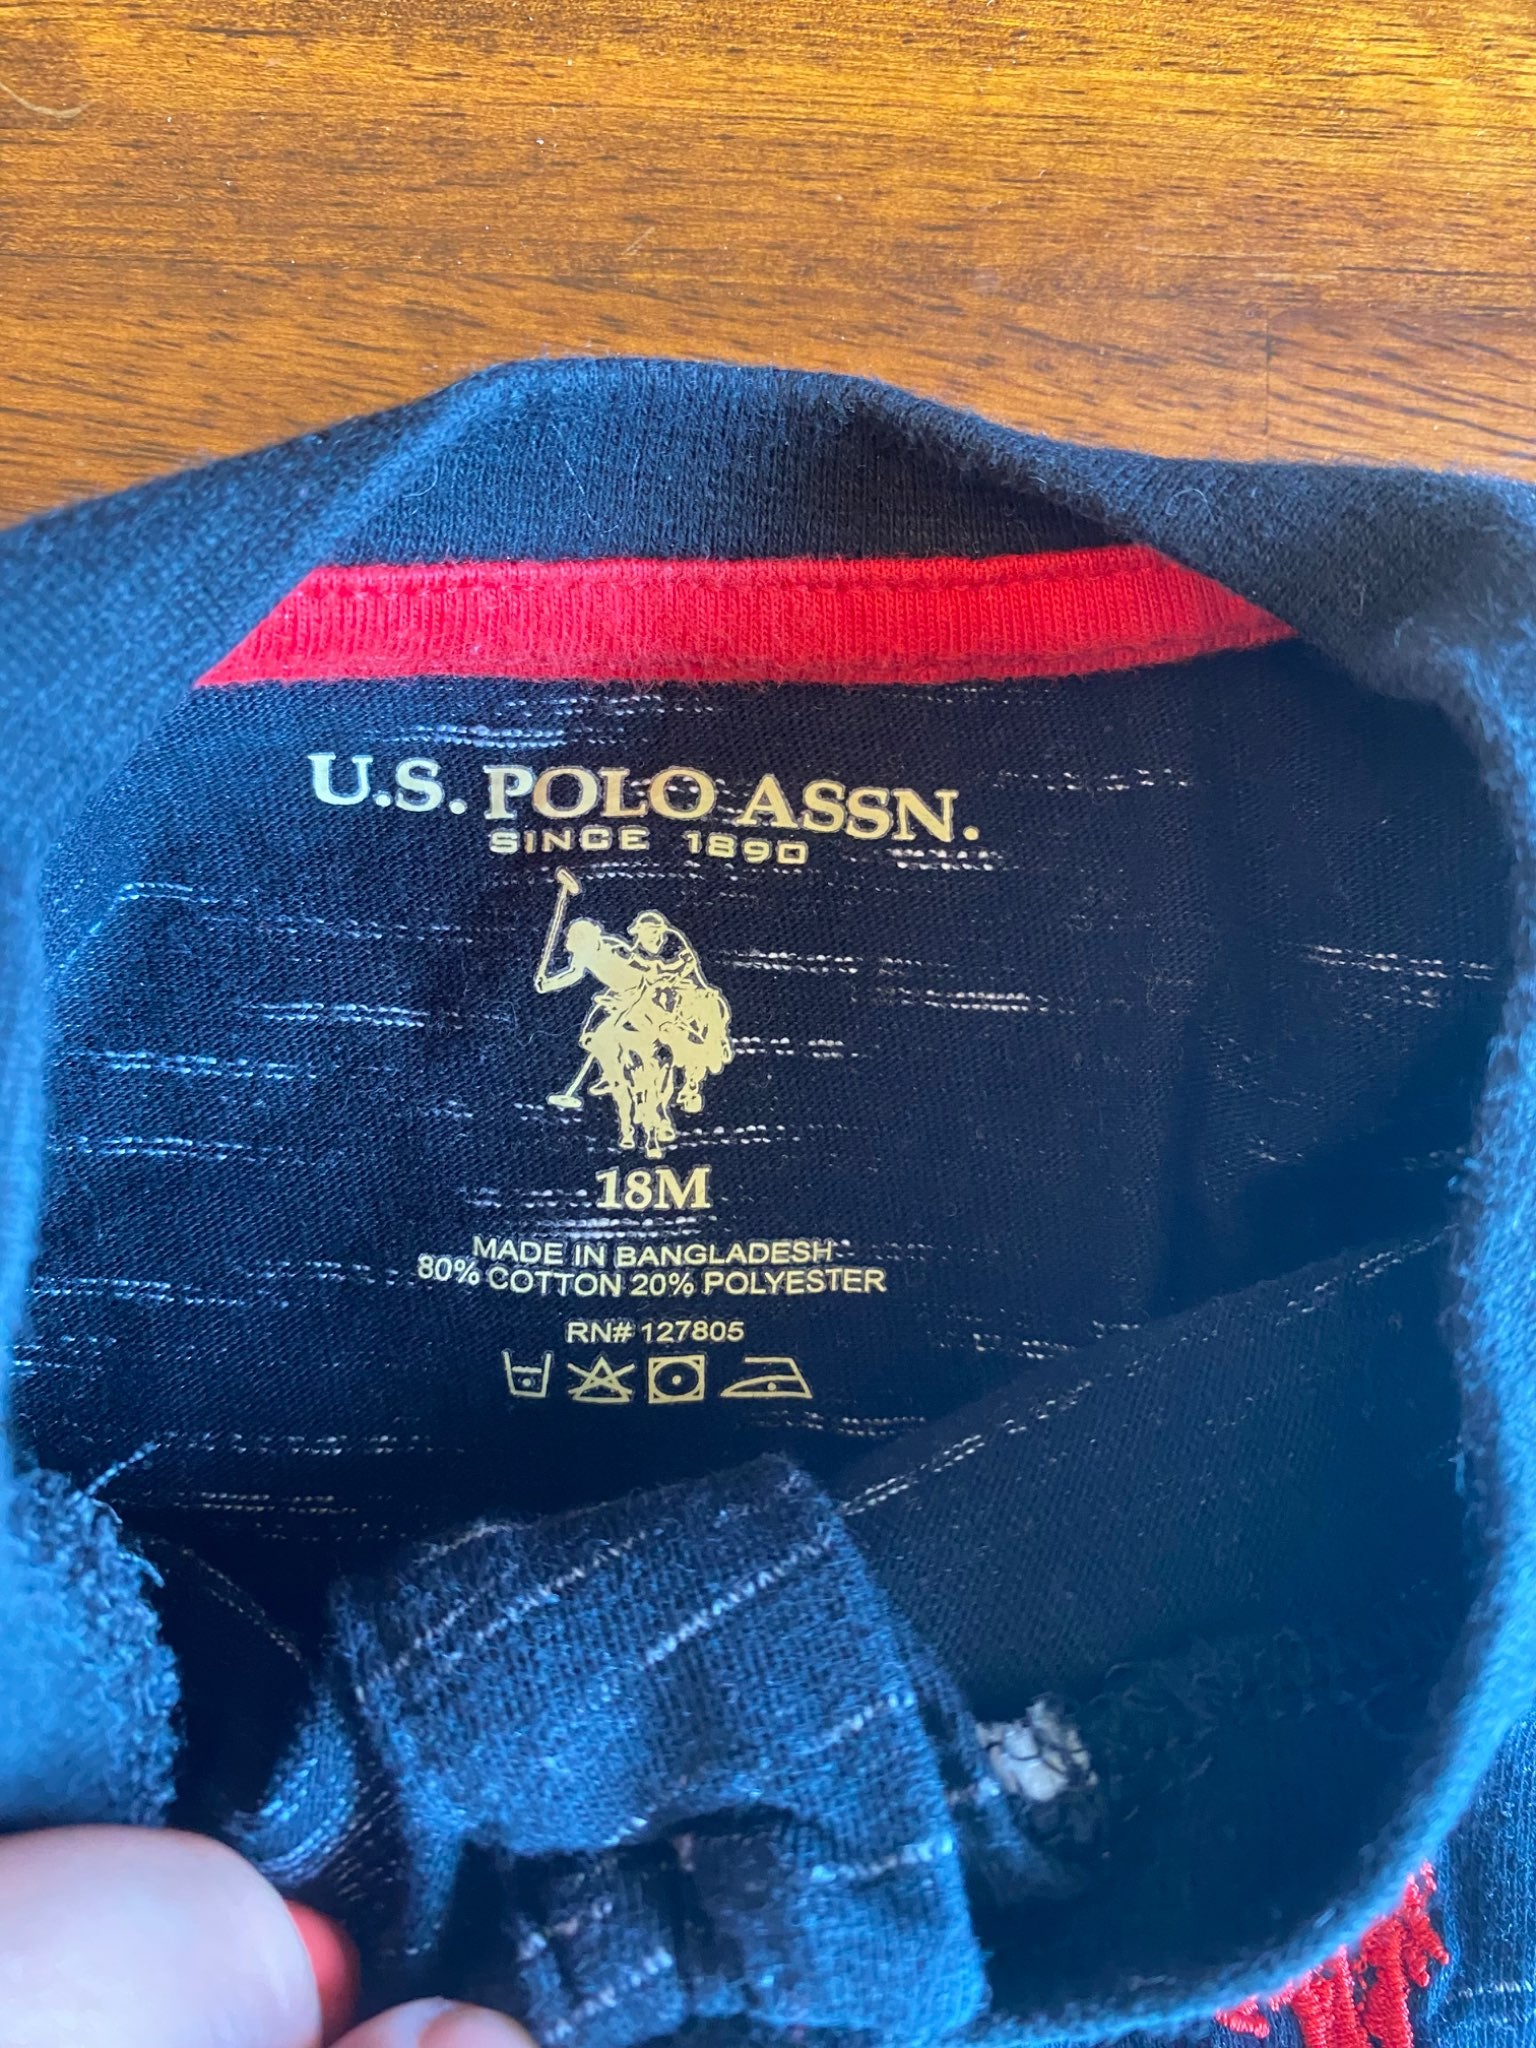 U.S. POLO ASSN.
SINCE 1890
18M
MADE IN BANGLADESH
80% COTTON 20% POLYESTER
RN# 127805